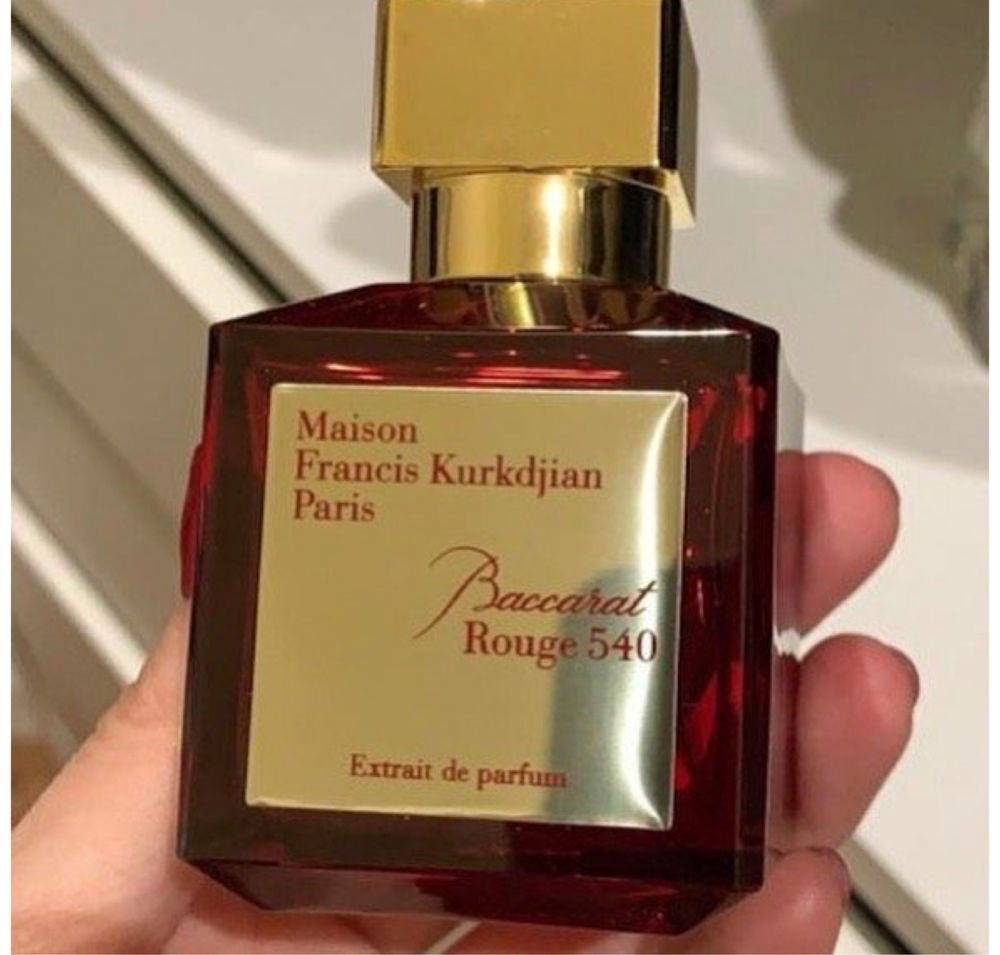 Maison
Francis Kurkdjian
Paris
Baccarat
Rouge 540
Extrait de parfum